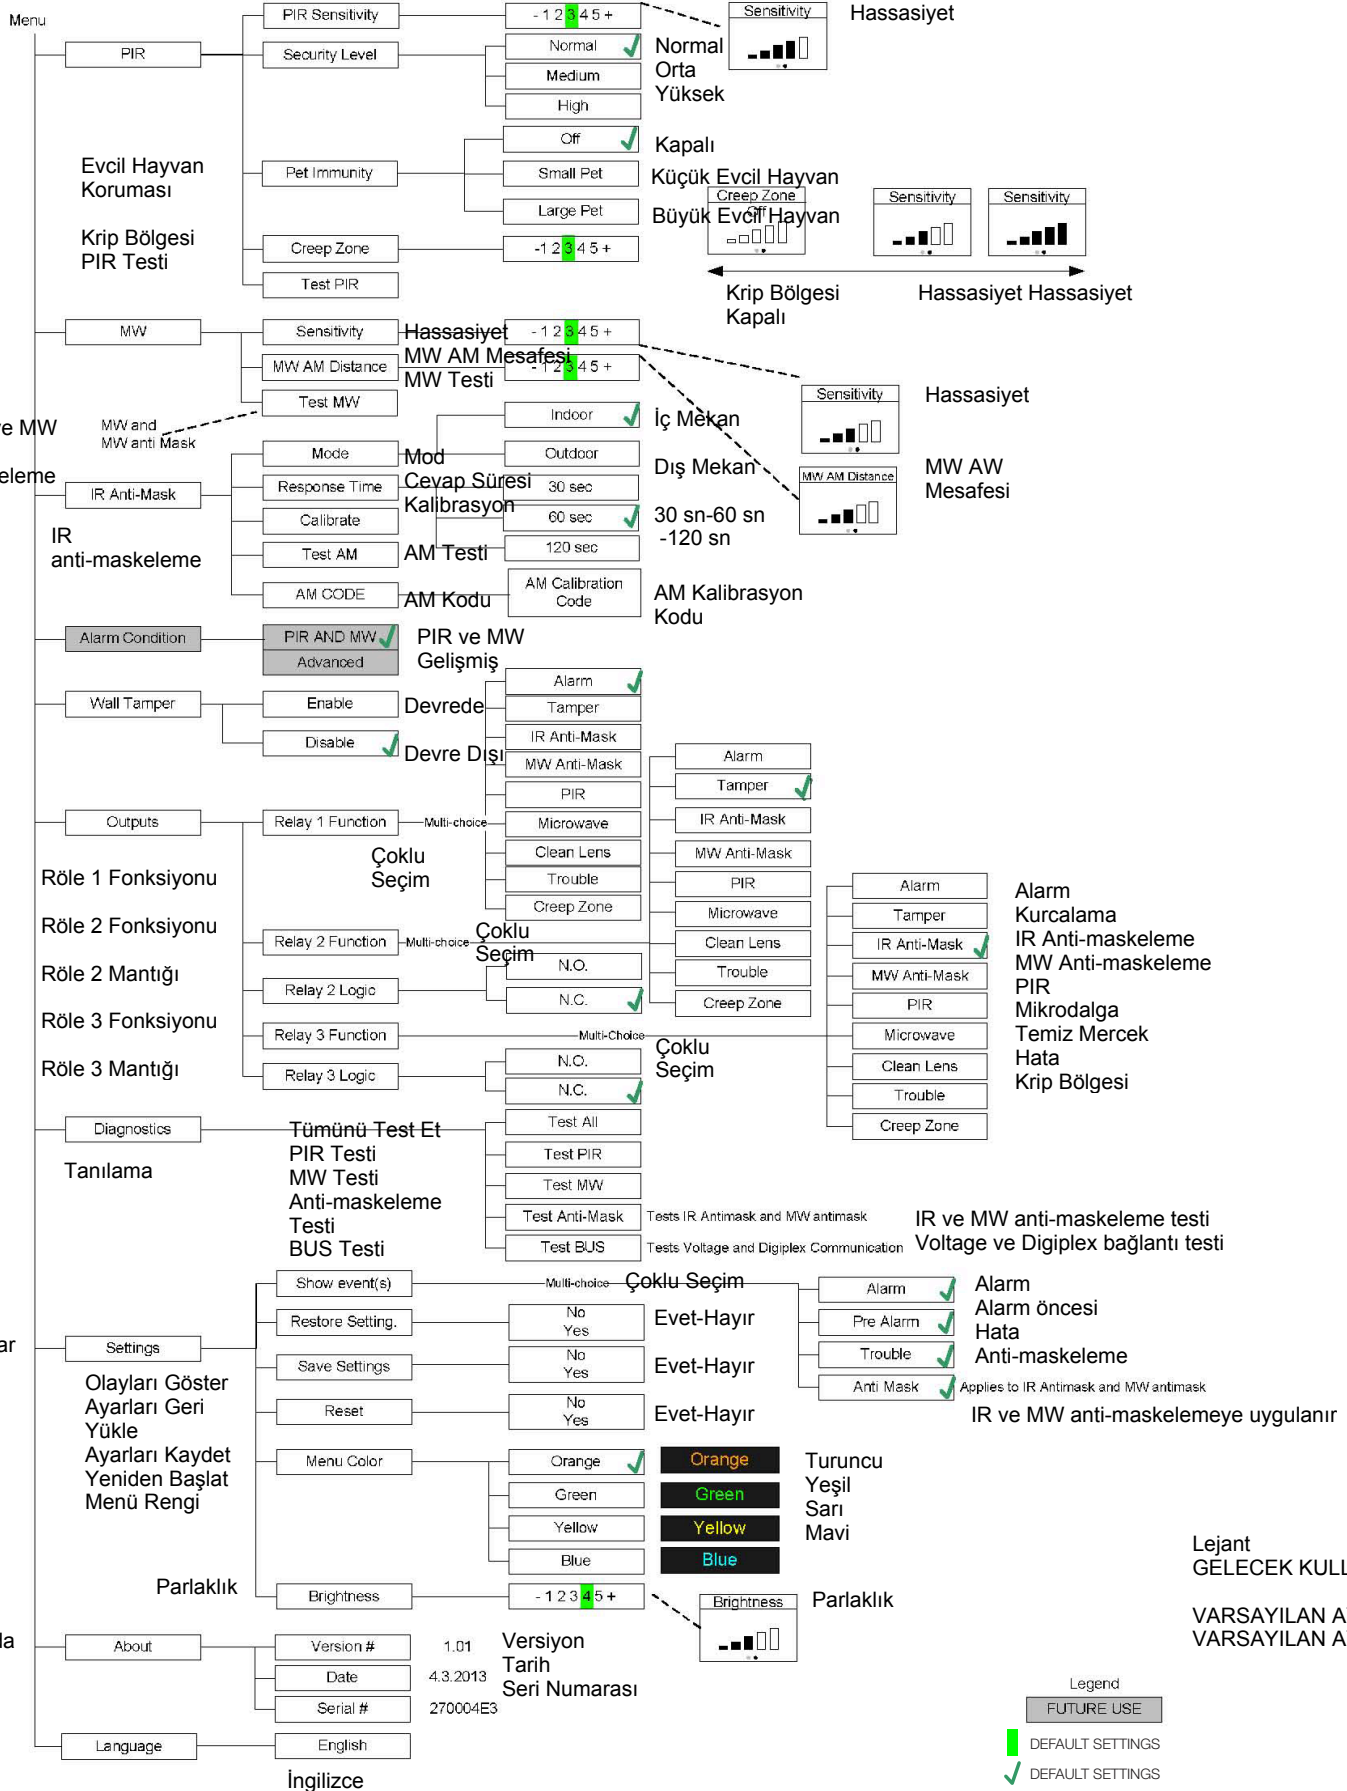 Menu
PIR
PIR Sensitivity
- 1 2 3 4 5 +
Sensitivity
Hassasiyet
Security Level
Normal
Medium
High
Normal
Orta
Yüksek
Evcil Hayvan
Koruması
Pet Immunity
Off
Small Pet
Large Pet
Kapalı
Küçük Evcil Hayvan
Büyük Evcil Hayvan
Krip Bölgesi
PIR Testi
Creep Zone
-1 2 3 4 5 +
Test PIR
Creep Zone
Off
Sensitivity
Sensitivity
Krip Bölgesi
Kapalı
Hassasiyet Hassasiyet
MW
Sensitivity
MW AM Distance
Test MW
Hassasiyet
MW AM Mesafesi
MW Testi
- 1 2 3 4 5 +
- 1 2 3 4 5 +
Sensitivity
Hassasiyet
MW AM Distance
MW AW
Mesafesi
MW
MW and
MW anti Mask
eleme
IR Anti-Mask
IR
anti-maskeleme
Mode
Response Time
Calibrate
Test AM
AM CODE
Mod
Cevap Süresi
Kalibrasyon
AM Testi
AM Kodu
Indoor
Outdoor
30 sec
60 sec
120 sec
AM Calibration
Code
İç Mekan
Dış Mekan
30 sn-60 sn
-120 sn
AM Kalibrasyon
Kodu
Alarm Condition
PIR AND MW
Advanced
PIR ve MW
Gelişmiş
Wall Tamper
Enable
Disable
Devrede
Devre Dışı
Outputs
Röle 1 Fonksiyonu
Röle 2 Fonksiyonu
Röle 2 Mantığı
Röle 3 Fonksiyonu
Röle 3 Mantığı
Relay 1 Function
Multi-choice
Çoklu
Seçim
Alarm
Tamper
IR Anti-Mask
MW Anti-Mask
PIR
Microwave
Clean Lens
Trouble
Creep Zone
Relay 2 Function
Multi-choice
Çoklu
Seçim
Alarm
Tamper
IR Anti-Mask
MW Anti-Mask
PIR
Microwave
Clean Lens
Trouble
Creep Zone
Relay 2 Logic
N.O.
N.C.
Relay 3 Function
Multi-Choice
Çoklu
Seçim
Alarm
Tamper
IR Anti-Mask
MW Anti-Mask
PIR
Microwave
Clean Lens
Trouble
Creep Zone
Alarm
Kurcalama
IR Anti-maskeleme
MW Anti-maskeleme
PIR
Mikrodalga
Temiz Mercek
Hata
Krip Bölgesi
Relay 3 Logic
N.O.
N.C.
Diagnostics
Tanılama
Tümünü Test Et
PIR Testi
MW Testi
Anti-maskeleme
Testi
BUS Testi
Test All
Test PIR
Test MW
Test Anti-Mask
Tests IR Antimask and MW antimask
IR ve MW anti-maskeleme testi
Test BUS
Tests Voltage and Digiplex Communication
Voltage ve Digiplex bağlantı testi
ar
Settings
Olayları Göster
Ayarları Geri
Yükle
Ayarları Kaydet
Yeniden Başlat
Menü Rengi
Show event(s)
Multi-choice
Çoklu Seçim
Alarm
Pre Alarm
Trouble
Anti Mask
Alarm
Alarm öncesi
Hata
Anti-maskeleme
Applies to IR Antimask and MW antimask
IR ve MW anti-maskelemeye uygulanır
Restore Setting.
No
Yes
Evet-Hayır
Save Settings
No
Yes
Evet-Hayır
Reset
No
Yes
Evet-Hayır
Menu Color
Orange
Green
Yellow
Blue
Orange
Green
Yellow
Blue
Turuncu
Yeşil
Sarı
Mavi
Parlaklık
Brightness
- 1 2 3 4 5 +
Brightness
Parlaklık
About
Version #
1.01
Date
4.3.2013
Serial #
270004E3
Versiyon
Tarih
Seri Numarası
Language
English
İngilizce
Lejant
GELECEK KULL
VARSAYILAN A
VARSAYILAN A
Legend
FUTURE USE
DEFAULT SETTINGS
DEFAULT SETTINGS